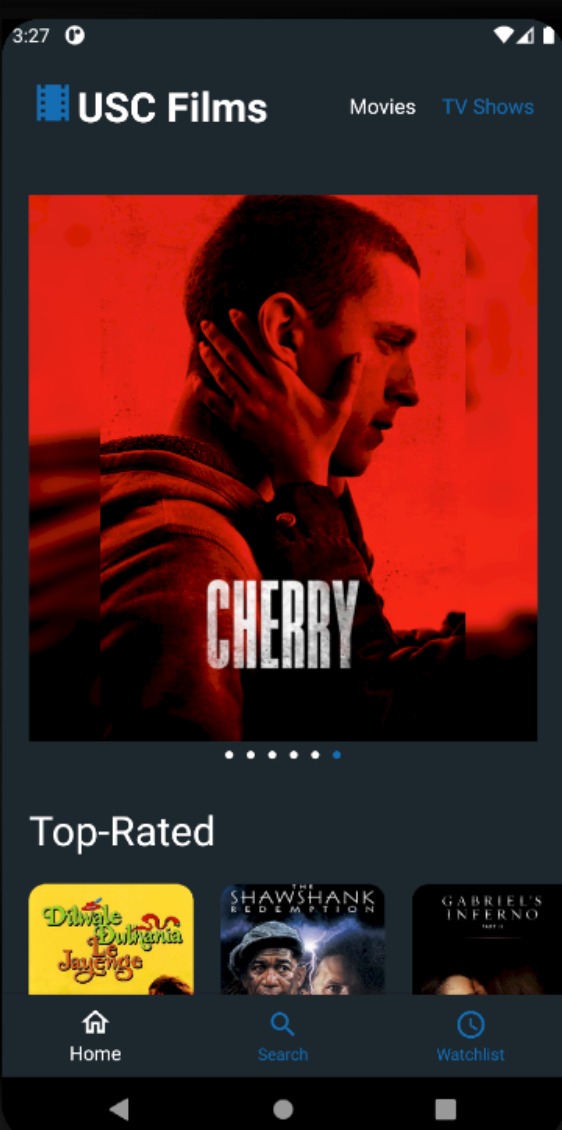 3:27
USC Films
Movies
TV Shows
CHERRY
Top-Rated
Dilwale
Dulhania
Le
Jayenge
THE
SHAWSHANK
REDEMPTION
GABRIEL'S
INFERNO
PART II
Home
Search
Watchlist